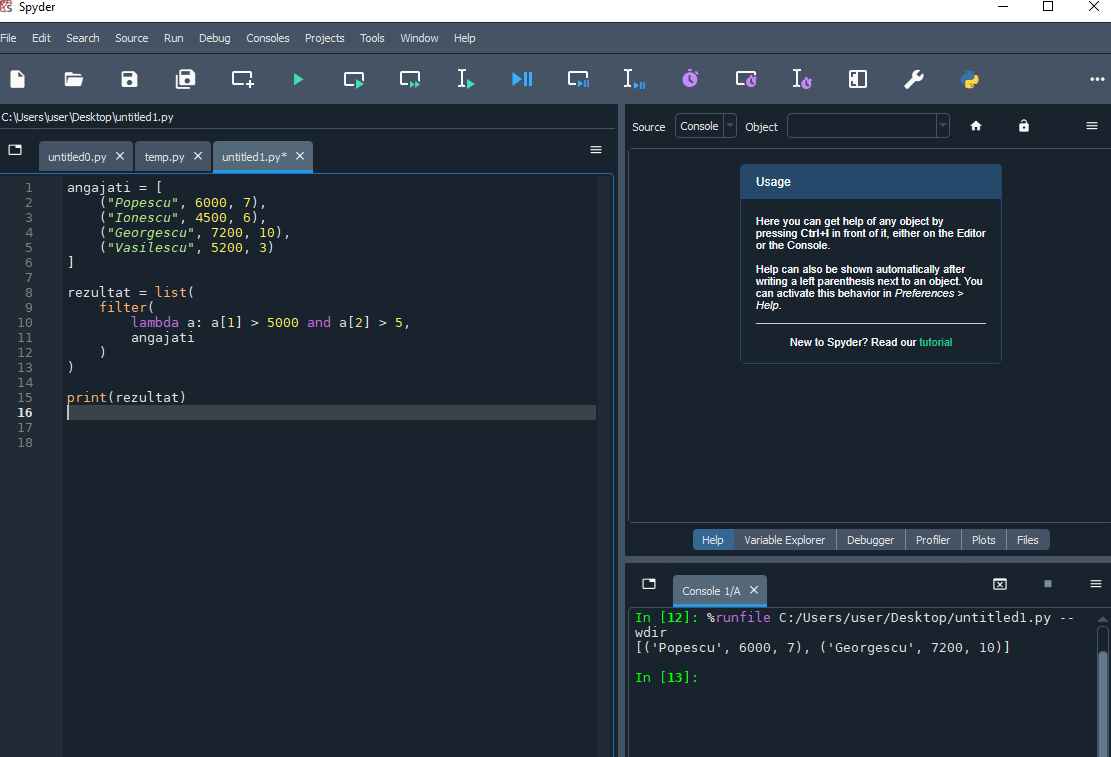 Spyder
File Edit Search Source Run Debug Consoles Projects Tools Window Help
C:\Users\user\Desktop\untitled1.py
untitled0.py
temp.py
untitled1.py*
1 angajati = [
2     ("Popescu", 6000, 7),
3     ("Ionescu", 4500, 6),
4     ("Georgescu", 7200, 10),
5     ("Vasilescu", 5200, 3)
6 ]
7
8 rezultat = list(
9     filter(
10         lambda a: a[1] > 5000 and a[2] > 5,
11         angajati
12     )
13 )
14
15 print(rezultat)
16
17
18
Source Console Object
Usage
Here you can get help of any object by
pressing Ctrl+I in front of it, either on the Editor
or the Console.
Help can also be shown automatically after
writing a left parenthesis next to an object. You
can activate this behavior in Preferences >
Help.
New to Spyder? Read our tutorial
Help Variable Explorer Debugger Profiler Plots Files
Console 1/A
In [12]: %runfile C:/Users/user/Desktop/untitled1.py --
wdir
[('Popescu', 6000, 7), ('Georgescu', 7200, 10)]
In [13]: